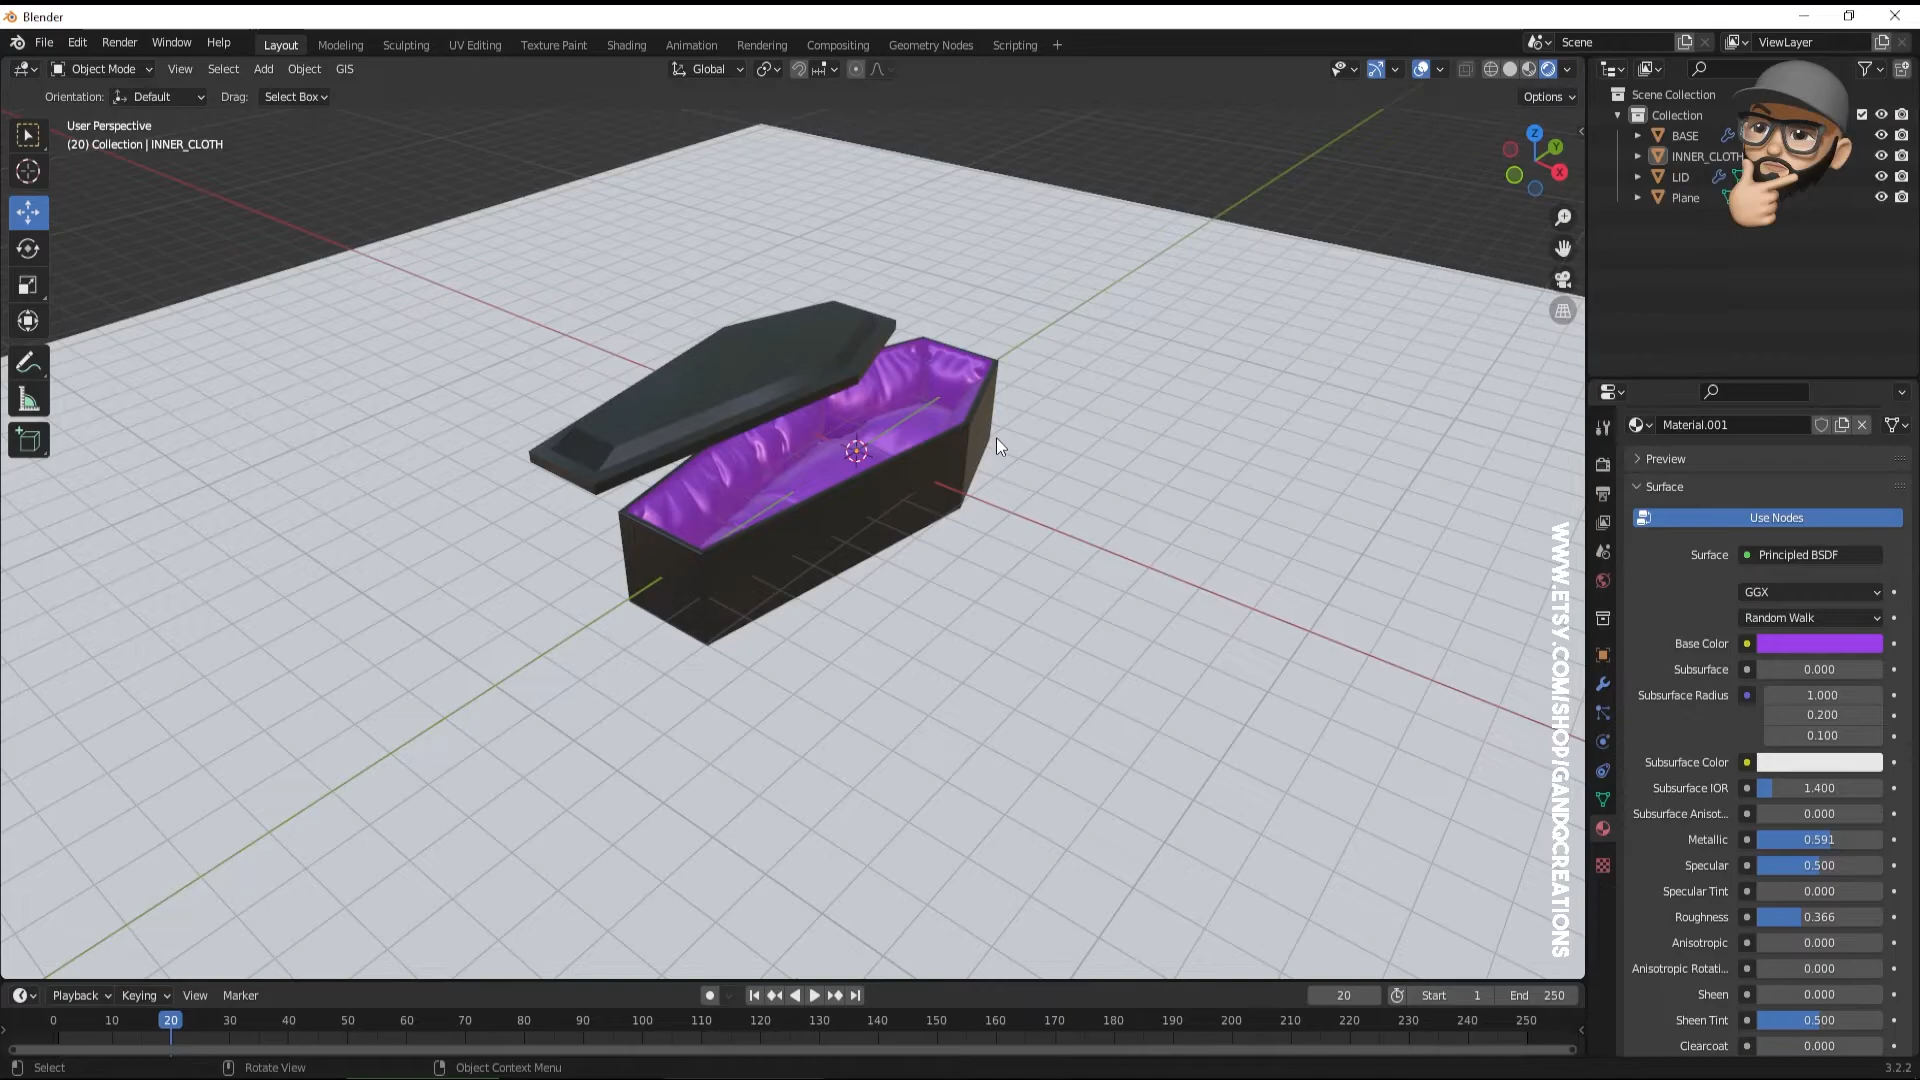 Blender
File Edit Render Window Help
Layout Modeling Sculpting UV Editing Texture Paint Shading Animation Rendering Compositing Geometry Nodes Scripting +
Scene ViewLayer
Object Mode View Select Add Object GIS
Global
Orientation: Default Drag: Select Box
Options
User Perspective
(20) Collection | INNER_CLOTH
Z
Y
X
Scene Collection
Collection
BASE
INNER_CLOTH
LID
Plane
Material.001
Preview
Surface
Use Nodes
Surface Principled BSDF
GGX
Random Walk
Base Color
Subsurface 0.000
Subsurface Radius 1.000
0.200
0.100
Subsurface Color
Subsurface IOR 1.400
Subsurface Anisot... 0.000
Metallic 0.591
Specular 0.500
Specular Tint 0.000
Roughness 0.366
Anisotropic 0.000
Anisotropic Rotati... 0.000
Sheen 0.000
Sheen Tint 0.500
Clearcoat 0.000
WWW.ETSY.COM/SHOP/GANDQCREATIONS
Playback Keying View Marker
20 Start 1 End 250
0 10 20 30 40 50 60 70 80 90 100 110 120 130 140 150 160 170 180 190 200 210 220 230 240 250
Select Rotate View Object Context Menu
3.2.2